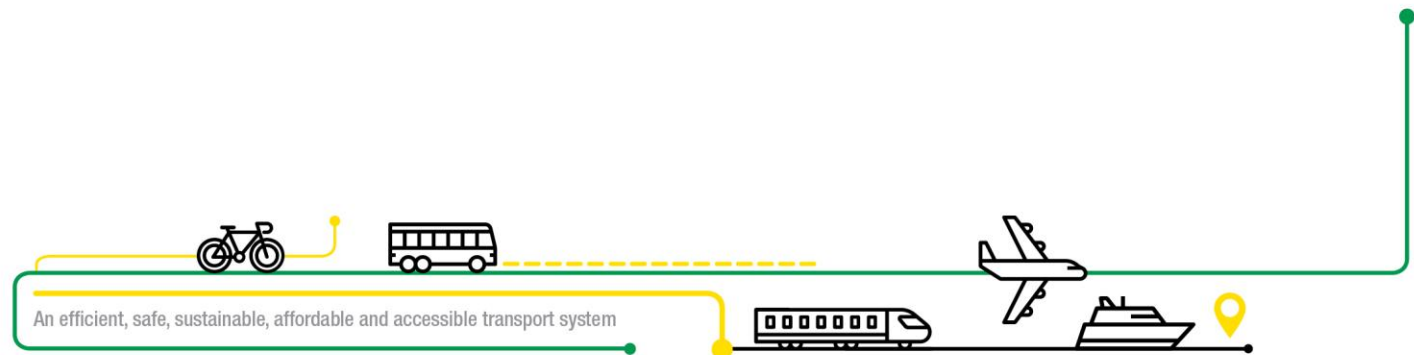 An efficient, safe, sustainable, affordable and accessible transport system